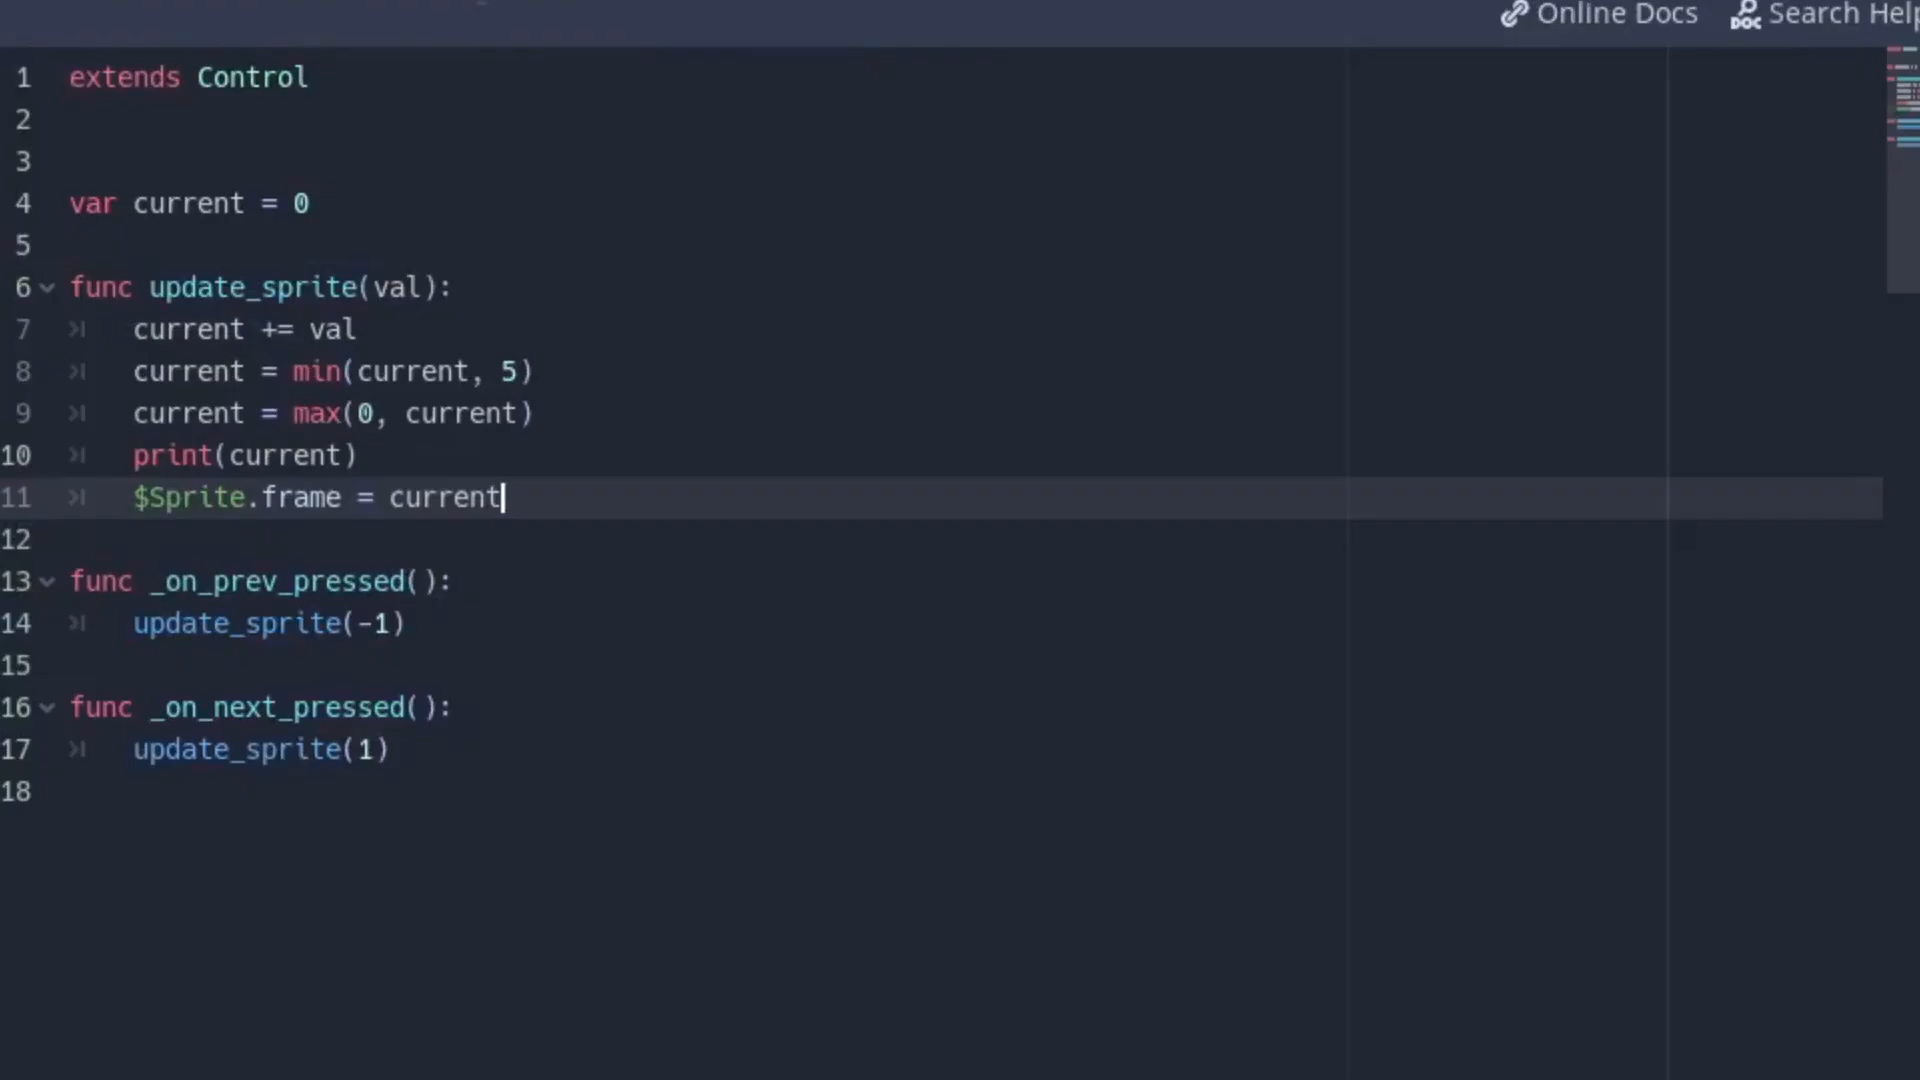 Online Docs Search Help
1 extends Control
2
3
4 var current = 0
5
6 func update_sprite(val):
7 current += val
8 current = min(current, 5)
9 current = max(0, current)
10 print(current)
11 $Sprite.frame = current
12
13 func _on_prev_pressed():
14 update_sprite(-1)
15
16 func _on_next_pressed():
17 update_sprite(1)
18